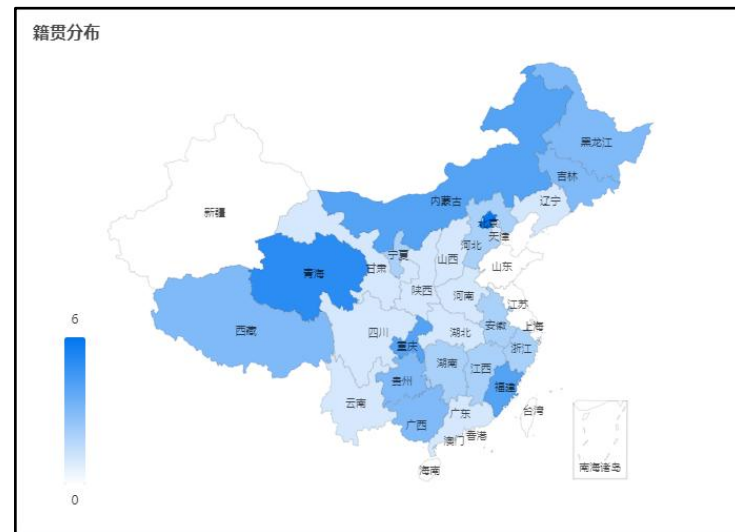 籍贯分布
黑龙江
吉林
辽宁
内蒙古
新疆
北京
天津
河北
宁夏
山西
山东
青海
甘肃
陕西
河南
江苏
上海
西藏
四川
湖北
安徽
浙江
重庆
湖南
江西
贵州
福建
云南
广西
广东
台湾
香港
澳门
海南
南海诸岛
6
0